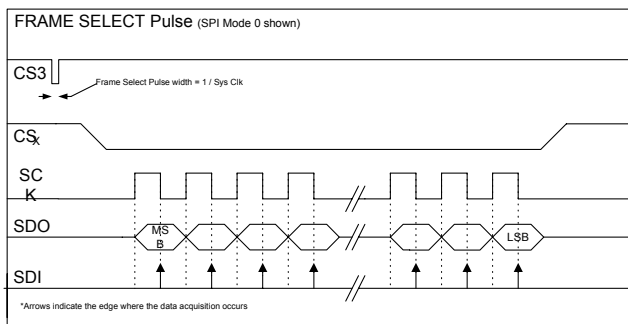 FRAME SELECT Pulse (SPI Mode 0 shown)
CS3
Frame Select Pulse width = 1 / Sys Clk
CSx
SC
K
SDO
MS
B
LSB
SDI
*Arrows indicate the edge where the data acquisition occurs